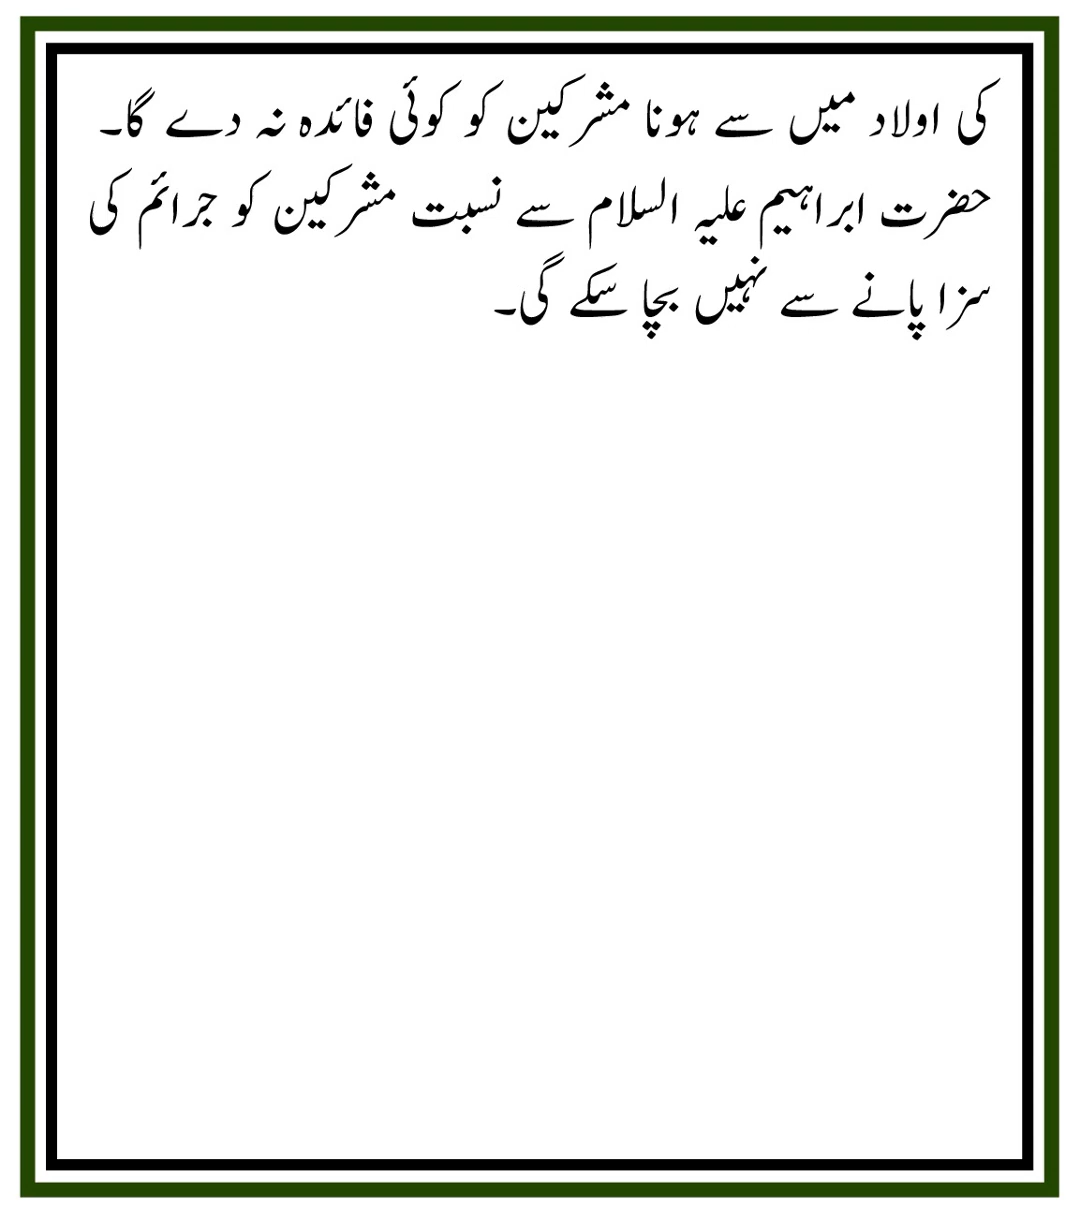 کی اولاد میں سے ہونا مشرکین کو کوئی فائدہ نہ دے گا۔
حضرت ابراہیم علیہ السلام سے نسبت مشرکین کو جرائم کی
سزا پانے سے نہیں بچا سکے گی۔